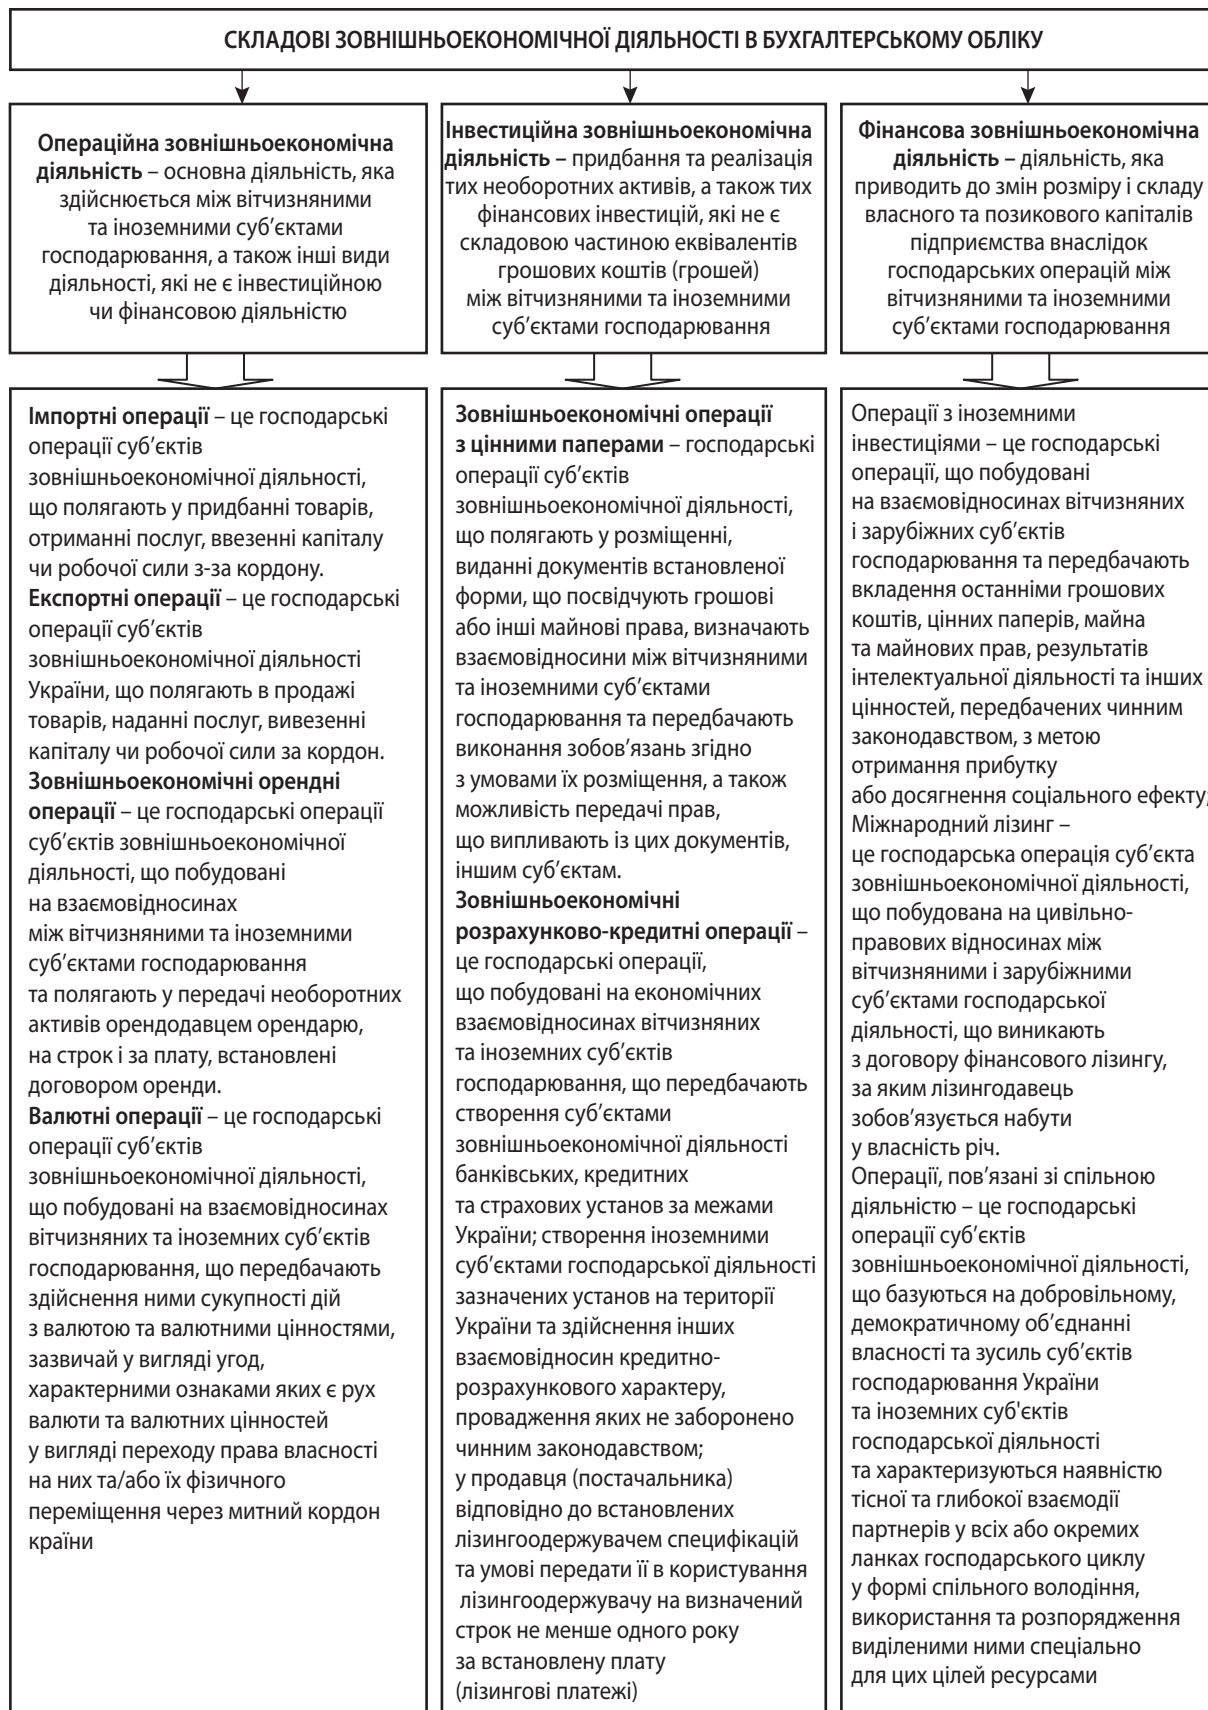 СКЛАДОВІ ЗОВНІШНЬОЕКОНОМІЧНОЇ ДІЯЛЬНОСТІ В БУХГАЛТЕРСЬКОМУ ОБЛІКУ
Операційна зовнішньоекономічна
діяльність – основна діяльність, яка
здійснюється між вітчизняними
та іноземними суб’єктами
господарювання, а також інші види
діяльності, які не є інвестиційною
чи фінансовою діяльністю
Інвестиційна зовнішньоекономічна
діяльність – придбання та реалізація
тих необоротних активів, а також тих
фінансових інвестицій, які не є
складовою частиною еквівалентів
грошових коштів (грошей)
між вітчизняними та іноземними
суб’єктами господарювання
Фінансова зовнішньоекономічна
діяльність – діяльність, яка
приводить до змін розміру і складу
власного та позикового капіталів
підприємства внаслідок
господарських операцій між
вітчизняними та іноземними
суб’єктами господарювання
Імпортні операції – це господарські
операції суб’єктів
зовнішньоекономічної діяльності,
що полягають у придбанні товарів,
отриманні послуг, ввезенні капіталу
чи робочої сили з-за кордону.
Експортні операції – це господарські
операції суб’єктів
зовнішньоекономічної діяльності
України, що полягають в продажі
товарів, наданні послуг, вивезенні
капіталу чи робочої сили за кордон.
Зовнішньоекономічні орендні
операції – це господарські операції
суб’єктів зовнішньоекономічної
діяльності, що побудовані
на взаємовідносинах
між вітчизняними та іноземними
суб’єктами господарювання
та полягають у передачі необоротних
активів орендодавцем орендарю,
на строк і за плату, встановлені
договором оренди.
Валютні операції – це господарські
операції суб’єктів
зовнішньоекономічної діяльності,
що побудовані на взаємовідносинах
вітчизняних та іноземних суб’єктів
господарювання, що передбачають
здійснення ними сукупності дій
з валютою та валютними цінностями,
зазвичай у вигляді угод,
характерними ознаками яких є рух
валюти та валютних цінностей
у вигляді переходу права власності
на них та/або їх фізичного
переміщення через митний кордон
країни
Зовнішньоекономічні операції
з цінними паперами – господарські
операції суб’єктів
зовнішньоекономічної діяльності,
що полягають у розміщенні,
виданні документів встановленої
форми, що посвідчують грошові
або інші майнові права, визначають
взаємовідносини між вітчизняними
та іноземними суб’єктами
господарювання та передбачають
виконання зобов’язань згідно
з умовами їх розміщення, а також
можливість передачі прав,
що випливають із цих документів,
іншим суб’єктам.
Зовнішньоекономічні
розрахунково-кредитні операції –
це господарські операції,
що побудовані на економічних
взаємовідносинах вітчизняних
та іноземних суб’єктів
господарювання, що передбачають
створення суб’єктами
зовнішньоекономічної діяльності
банківських, кредитних
та страхових установ за межами
України; створення іноземними
суб’єктами господарської діяльності
зазначених установ на території
України та здійснення інших
взаємовідносин кредитно-
розрахункового характеру,
провадження яких не заборонено
чинним законодавством;
у продавця (постачальника)
відповідно до встановлених
лізингоодержувачем специфікацій
та умові передати її в користування
лізингоодержувачу на визначений
строк не менше одного року
за встановлену плату
(лізингові платежі)
Операції з іноземними
інвестиціями – це господарські
операції, що побудовані
на взаємовідносинах вітчизняних
і зарубіжних суб’єктів
господарювання та передбачають
вкладення останніми грошових
коштів, цінних паперів, майна
та майнових прав, результатів
інтелектуальної діяльності та інших
цінностей, передбачених чинним
законодавством, з метою
отримання прибутку
або досягнення соціального ефекту;
Міжнародний лізинг –
це господарська операція суб’єкта
зовнішньоекономічної діяльності,
що побудована на цивільно-
правових відносинах між
вітчизняними і зарубіжними
суб’єктами господарської
діяльності, що виникають
з договору фінансового лізингу,
за яким лізингодавець
зобов’язується набути
у власність річ.
Операції, пов’язані зі спільною
діяльністю – це господарські
операції суб’єктів
зовнішньоекономічної діяльності,
що базуються на добровільному,
демократичному об’єднанні
власності та зусиль суб’єктів
господарювання України
та іноземних суб'єктів
господарської діяльності
та характеризуються наявністю
тісної та глибокої взаємодії
партнерів у всіх або окремих
ланках господарського циклу
у формі спільного володіння,
використання та розпорядження
виділеними ними спеціально
для цих цілей ресурсами